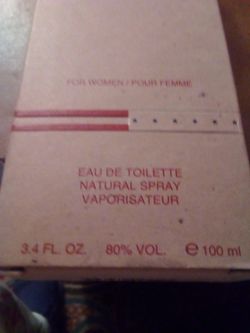 FOR WOMEN / POUR FEMME
EAU DE TOILETTE
NATURAL SPRAY
VAPORISATEUR
3.4 FL. OZ. 80% VOL. ℮ 100 ml